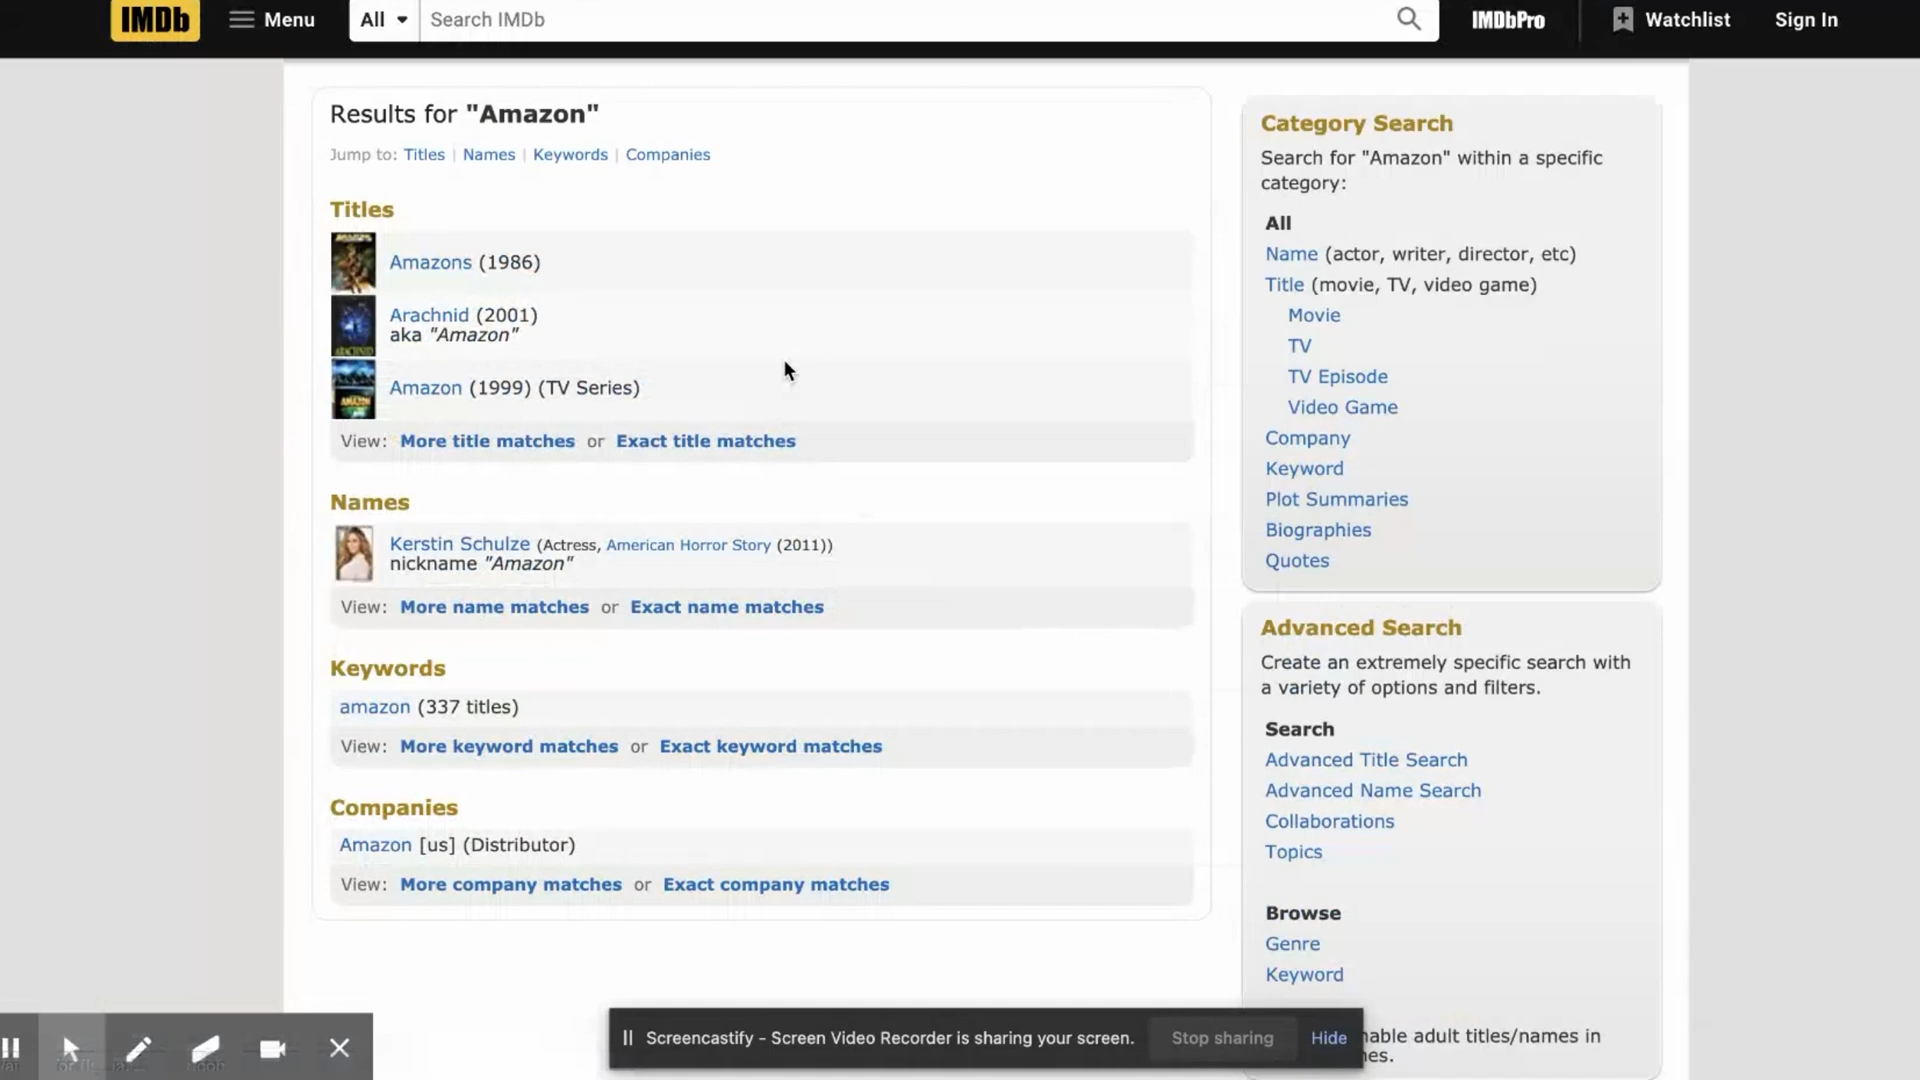 IMDb Menu All Search IMDb IMDbPro Watchlist Sign In
Results for "Amazon"
Jump to: Titles | Names | Keywords | Companies
Titles
Amazons (1986)
Arachnid (2001)
aka "Amazon"
Amazon (1999) (TV Series)
View: More title matches or Exact title matches
Names
Kerstin Schulze (Actress, American Horror Story (2011))
nickname "Amazon"
View: More name matches or Exact name matches
Keywords
amazon (337 titles)
View: More keyword matches or Exact keyword matches
Companies
Amazon [us] (Distributor)
View: More company matches or Exact company matches
Category Search
Search for "Amazon" within a specific
category:
All
Name (actor, writer, director, etc)
Title (movie, TV, video game)
Movie
TV
TV Episode
Video Game
Company
Keyword
Plot Summaries
Biographies
Quotes
Advanced Search
Create an extremely specific search with
a variety of options and filters.
Search
Advanced Title Search
Advanced Name Search
Collaborations
Topics
Browse
Genre
Keyword
adult titles/names in
Screencastify - Screen Video Recorder is sharing your screen. Stop sharing Hide